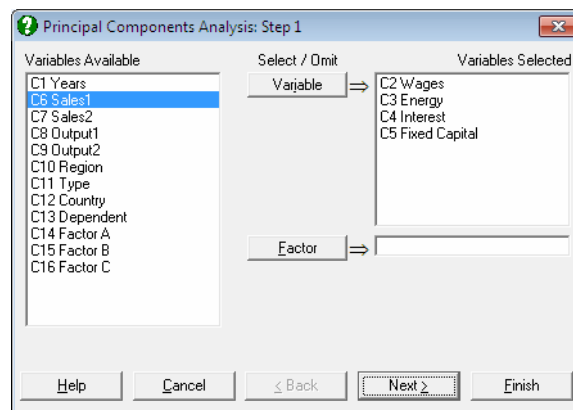 Principal Components Analysis: Step 1
Variables Available
Select / Omit
Variables Selected
C1 Years
C6 Sales1
C7 Sales2
C8 Output1
C9 Output2
C10 Region
C11 Type
C12 Country
C13 Dependent
C14 Factor A
C15 Factor B
C16 Factor C
Variable
C2 Wages
C3 Energy
C4 Interest
C5 Fixed Capital
Factor
Help
Cancel
< Back
Next >
Finish